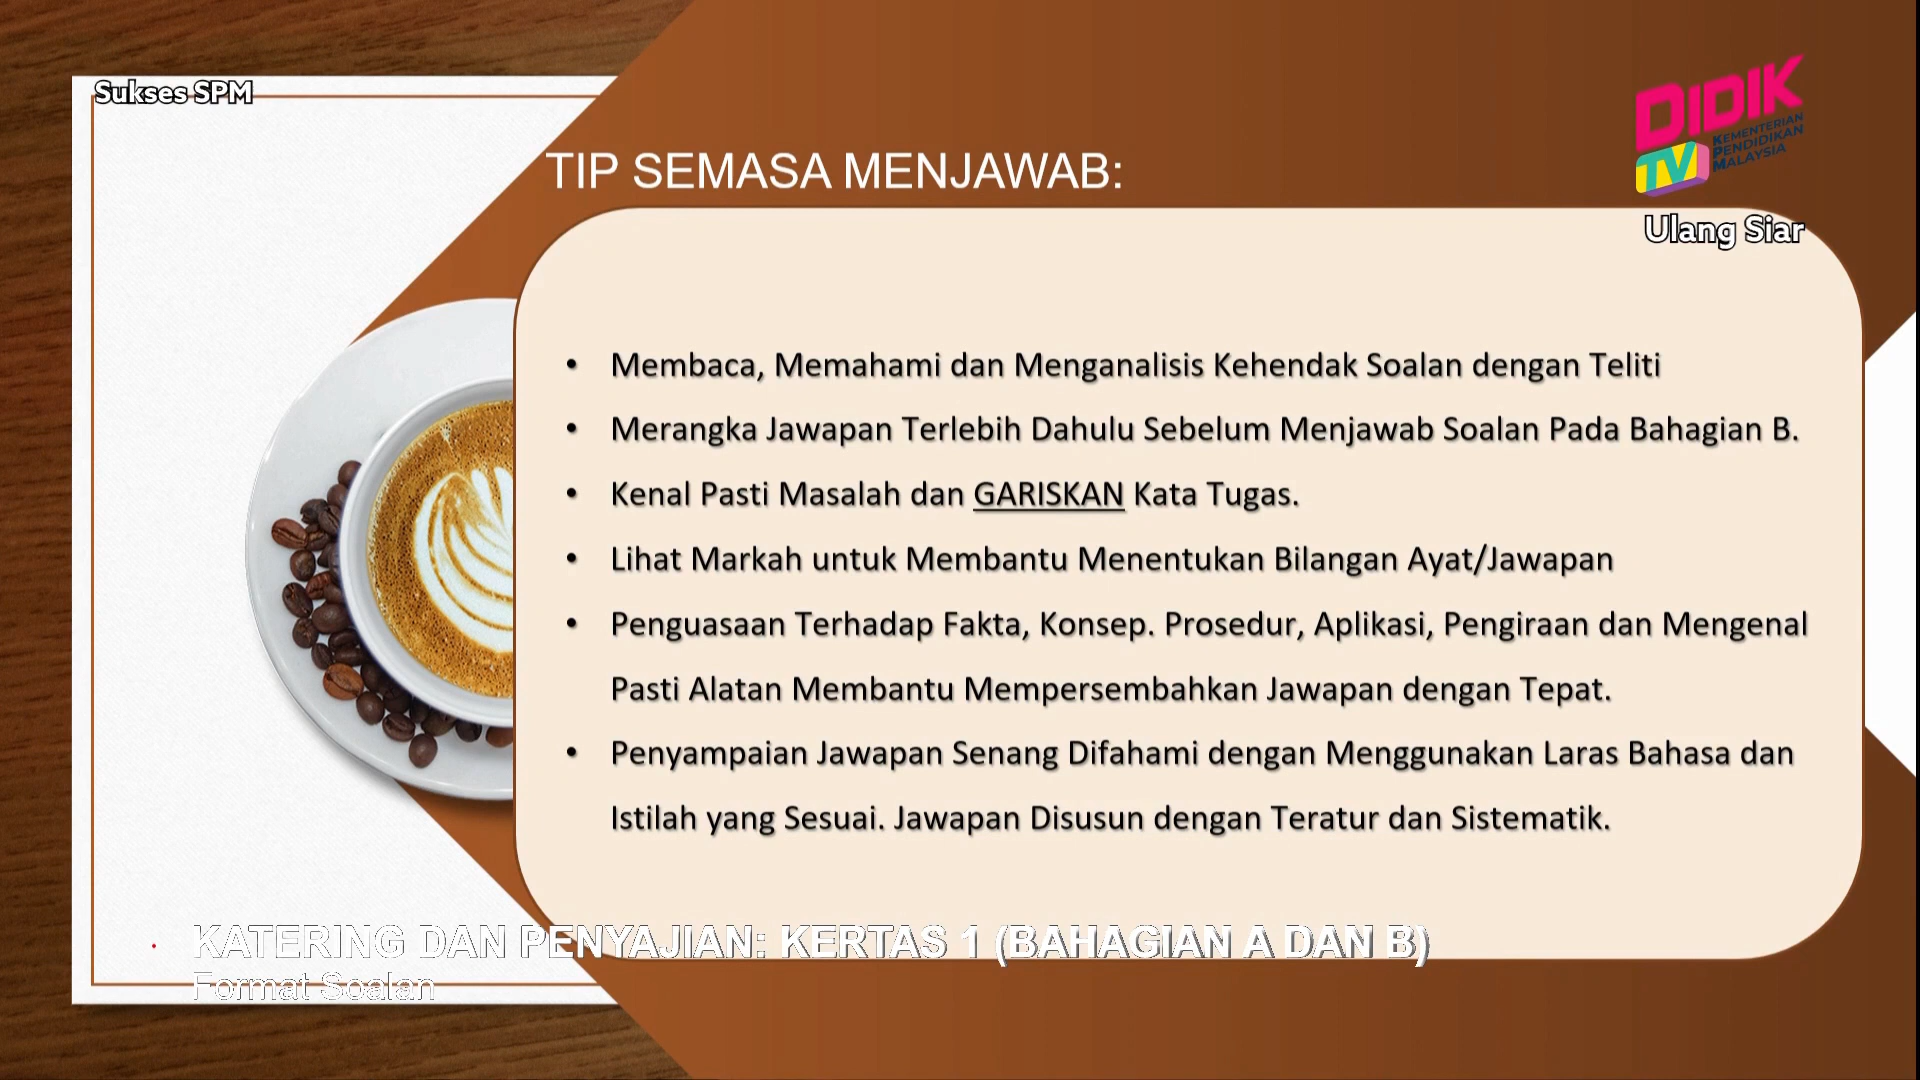 Sukses SPM
DIDIK
TV
KEMENTERIAN
PENDIDIKAN
MALAYSIA
Ulang Siar
TIP SEMASA MENJAWAB:
• Membaca, Memahami dan Menganalisis Kehendak Soalan dengan Teliti
• Merangka Jawapan Terlebih Dahulu Sebelum Menjawab Soalan Pada Bahagian B.
• Kenal Pasti Masalah dan GARISKAN Kata Tugas.
• Lihat Markah untuk Membantu Menentukan Bilangan Ayat/Jawapan
• Penguasaan Terhadap Fakta, Konsep. Prosedur, Aplikasi, Pengiraan dan Mengenal
Pasti Alatan Membantu Mempersembahkan Jawapan dengan Tepat.
• Penyampaian Jawapan Senang Difahami dengan Menggunakan Laras Bahasa dan
Istilah yang Sesuai. Jawapan Disusun dengan Teratur dan Sistematik.
KATERING DAN PENYAJIAN: KERTAS 1 (BAHAGIAN A DAN B)
Format Soalan